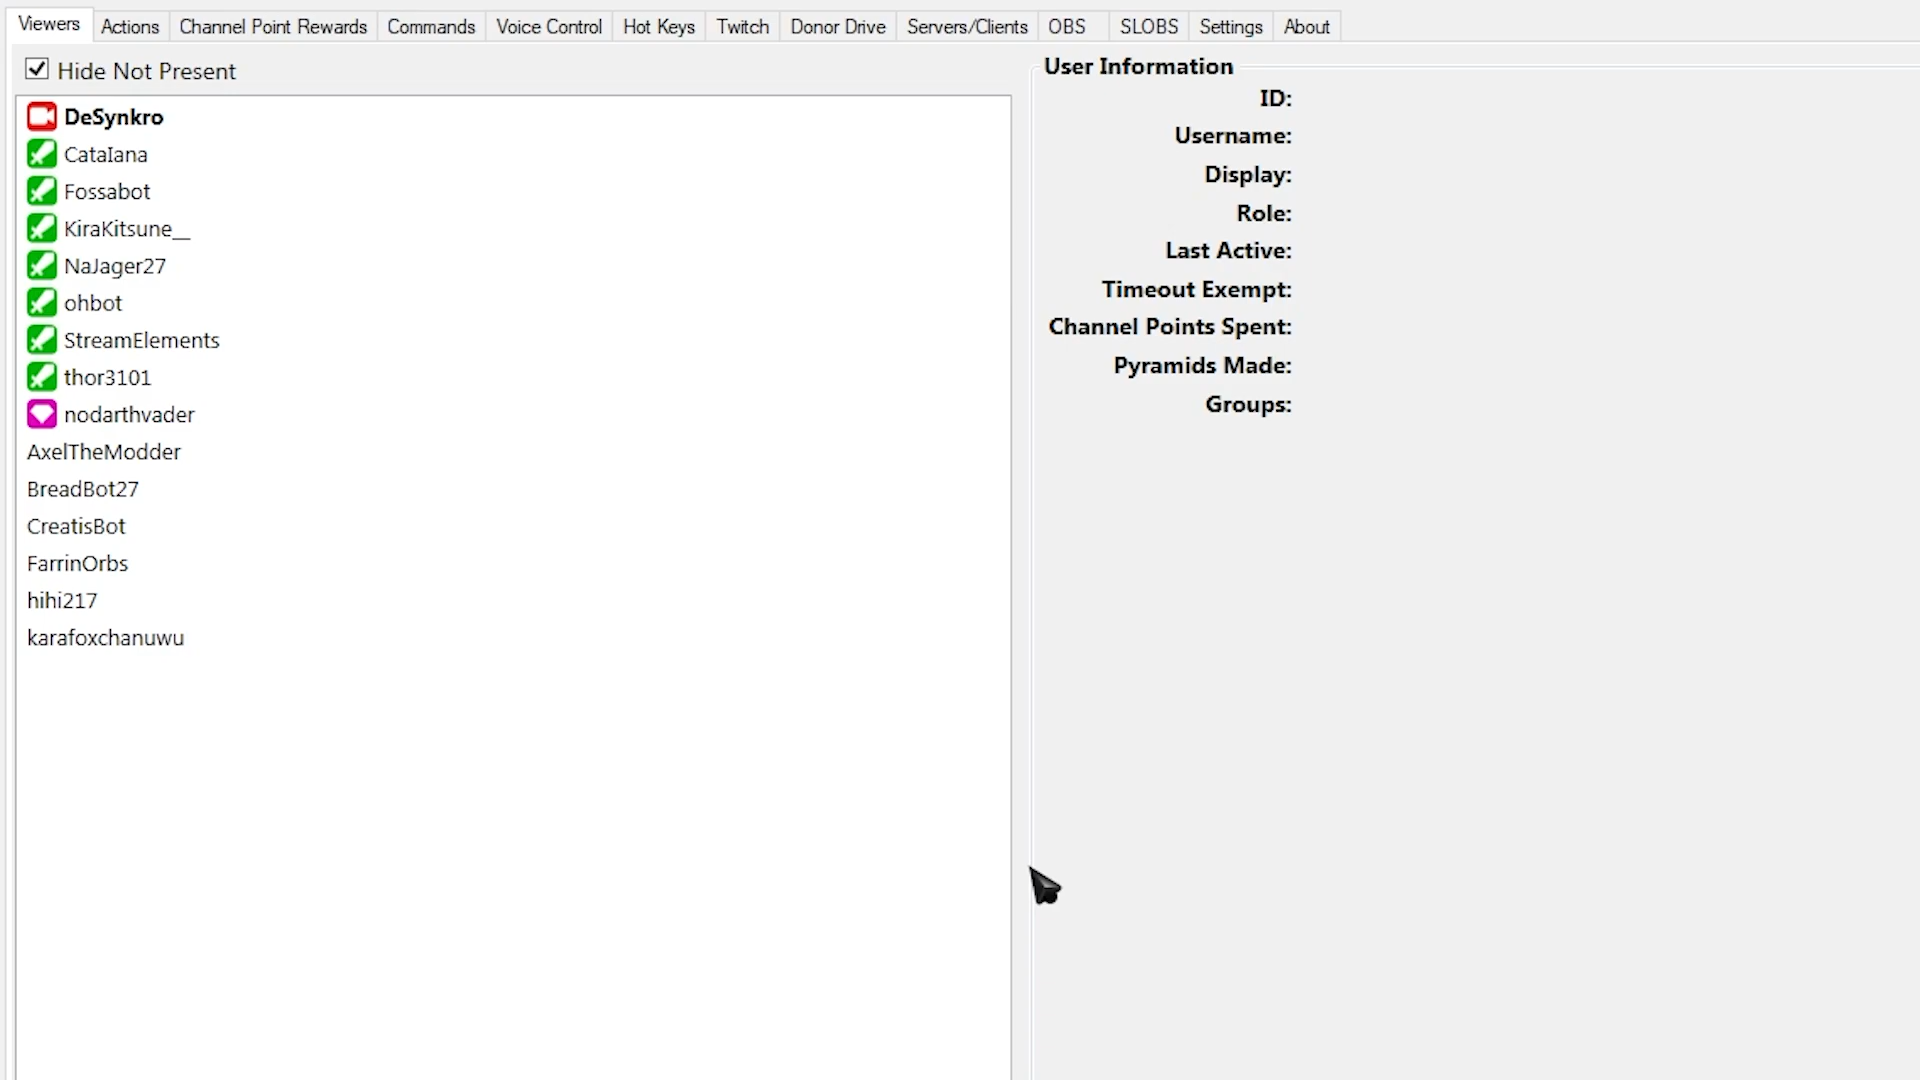 Viewers Actions Channel Point Rewards Commands Voice Control Hot Keys Twitch Donor Drive Servers/Clients OBS SLOBS Settings About
Hide Not Present
DeSynkro
CataIana
Fossabot
KiraKitsune__
NaJager27
ohbot
StreamElements
thor3101
nodarthvader
AxelTheModder
BreadBot27
CreatisBot
FarrinOrbs
hihi217
karafoxchanuwu
User Information
ID:
Username:
Display:
Role:
Last Active:
Timeout Exempt:
Channel Points Spent:
Pyramids Made:
Groups: